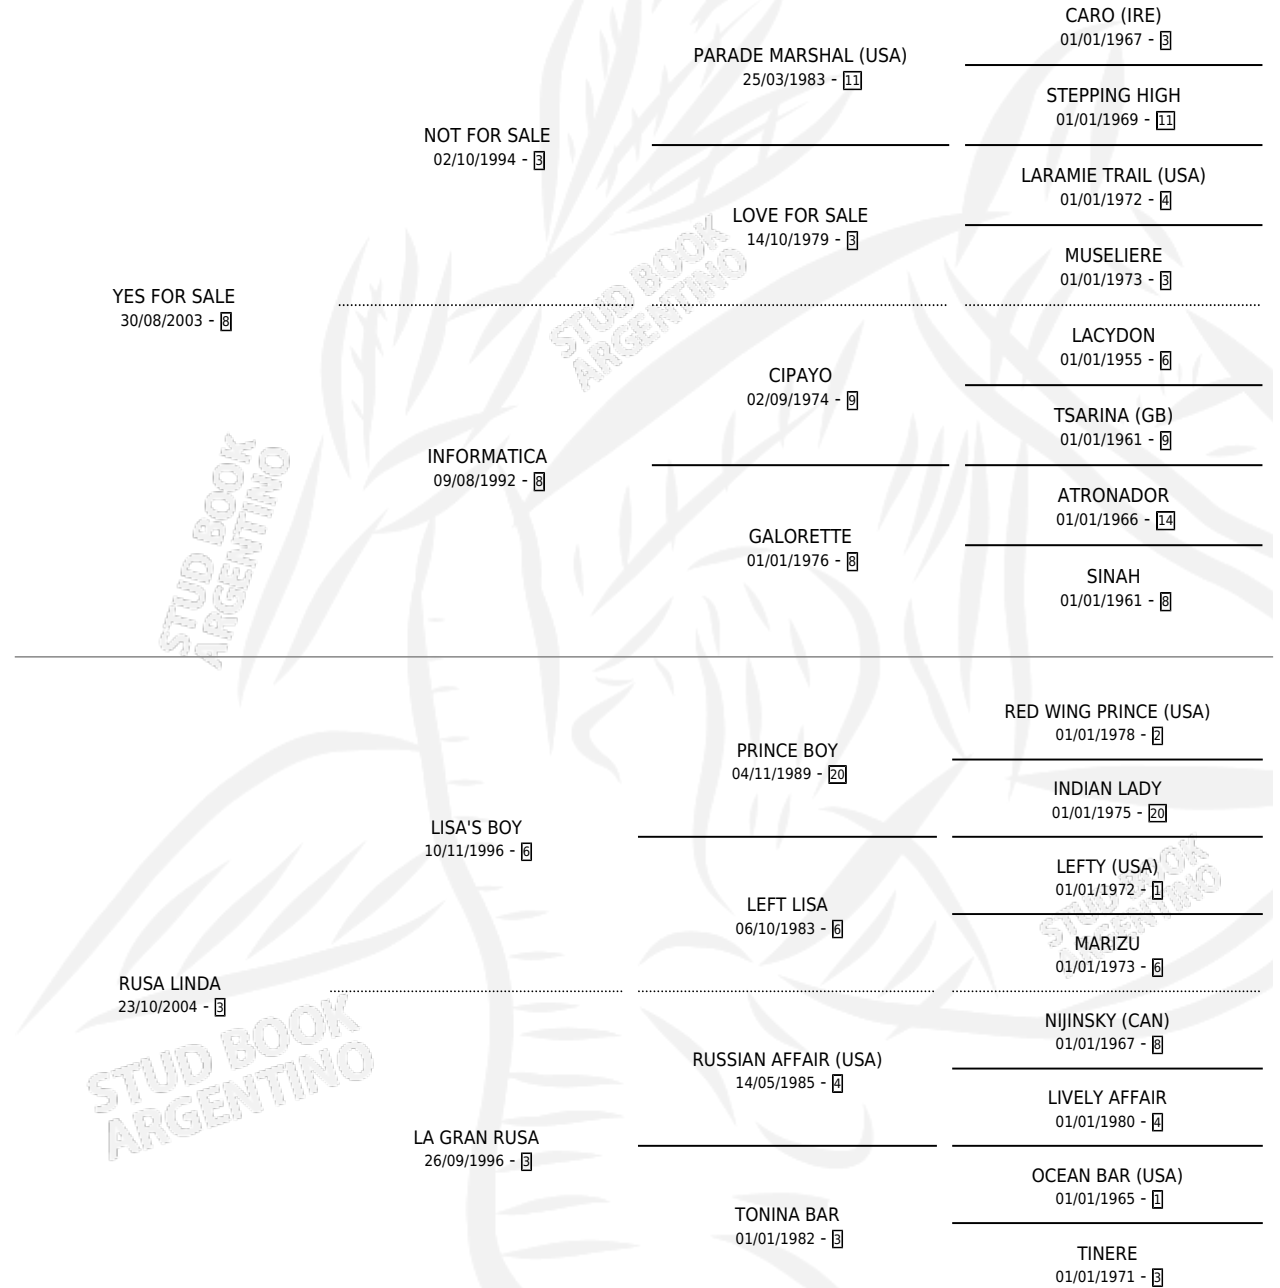 CARO (IRE)
01/01/1967 - 3
PARADE MARSHAL (USA)
25/03/1983 - 11
STEPPING HIGH
01/01/1969 - 11
NOT FOR SALE
02/10/1994 - 3
LARAMIE TRAIL (USA)
01/01/1972 - 4
LOVE FOR SALE
14/10/1979 - 3
MUSELIERE
01/01/1973 - 3
YES FOR SALE
30/08/2003 - 8
STUD BOOK
ARGENTINO
LACYDON
01/01/1955 - 6
CIPAYO
02/09/1974 - 9
TSARINA (GB)
01/01/1961 - 9
INFORMATICA
09/08/1992 - 8
ATRONADOR
01/01/1966 - 14
GALORETTE
01/01/1976 - 8
SINAH
01/01/1961 - 8
STUD BOOK
ARGENTINO
RED WING PRINCE (USA)
01/01/1978 - 2
PRINCE BOY
04/11/1989 - 20
INDIAN LADY
01/01/1975 - 20
LISA'S BOY
10/11/1996 - 6
LEFTY (USA)
01/01/1972 - 1
LEFT LISA
06/10/1983 - 6
STUD BOOK
ARGENTINO
MARIZU
01/01/1973 - 6
RUSA LINDA
23/10/2004 - 3
NIJINSKY (CAN)
01/01/1967 - 8
RUSSIAN AFFAIR (USA)
14/05/1985 - 4
LIVELY AFFAIR
01/01/1980 - 4
STUD BOOK
ARGENTINO
LA GRAN RUSA
26/09/1996 - 3
OCEAN BAR (USA)
01/01/1965 - 1
TONINA BAR
01/01/1982 - 3
TINERE
01/01/1971 - 3